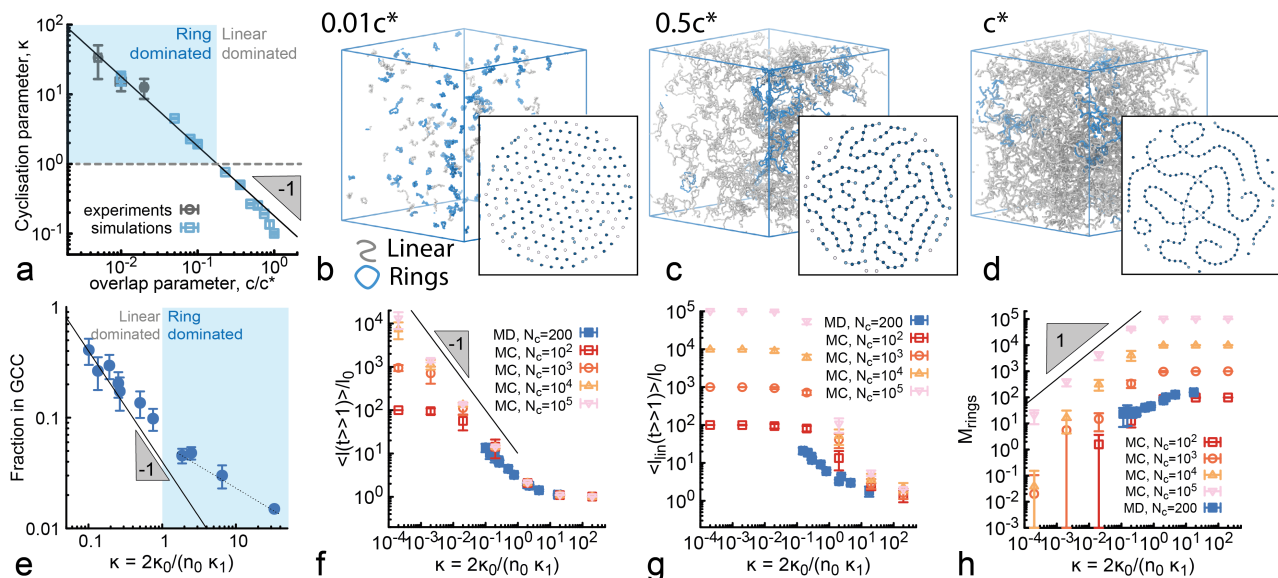 10²
10¹
10⁰
10⁻¹
Cyclisation parameter, κ
Ring dominated
Linear dominated
-1
experiments
simulations
10⁻² 10⁻¹ 10⁰
overlap parameter, c/c*
a
0.01c*
b
Linear
Rings
0.5c*
c
c*
d
1
0.1
0.01
Fraction in GCC
Linear dominated
Ring dominated
-1
0.1 1 10
κ = 2κ₀/(n₀ κ₁)
e
10⁴
10³
10²
10¹
10⁰
<l(t>>1)>/l₀
-1
MD, N_c=200
MC, N_c=10²
MC, N_c=10³
MC, N_c=10⁴
MC, N_c=10⁵
10⁻⁴ 10⁻³ 10⁻² 10⁻¹ 10⁰ 10¹ 10²
κ = 2κ₀/(n₀ κ₁)
f
10⁵
10⁴
10³
10²
10¹
10⁰
<l_lin(t>>1)>/l₀
MD, N_c=200
MC, N_c=10²
MC, N_c=10³
MC, N_c=10⁴
MC, N_c=10⁵
10⁻⁴ 10⁻³ 10⁻² 10⁻¹ 10⁰ 10¹ 10²
κ = 2κ₀/(n₀ κ₁)
g
10⁵
10⁴
10³
10²
10¹
10⁰
10⁻¹
10⁻²
10⁻³
M_rings
1
MC, N_c=10²
MC, N_c=10³
MC, N_c=10⁴
MC, N_c=10⁵
MD, N_c=200
10⁻⁴ 10⁻³ 10⁻² 10⁻¹ 10⁰ 10¹ 10²
κ = 2κ₀/(n₀ κ₁)
h